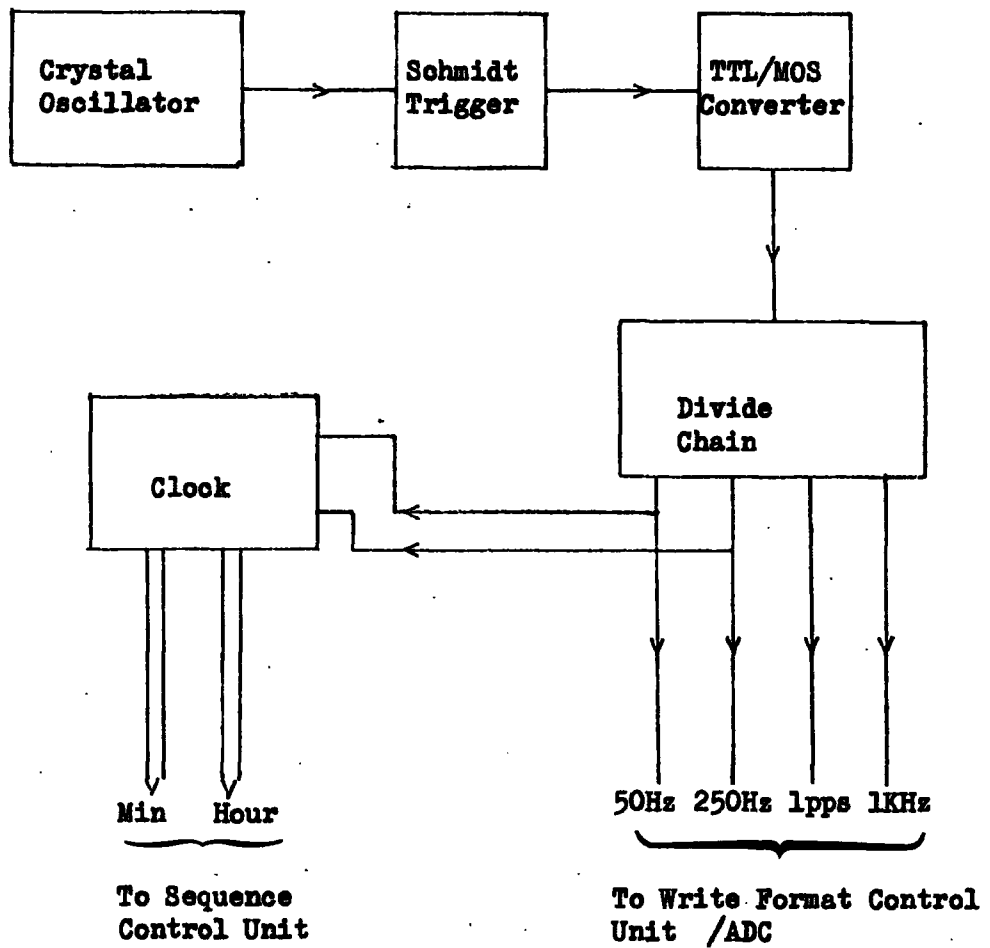 Crystal
Oscillator
Schmidt
Trigger
TTL/MOS
Converter
Divide
Chain
Clock
Min Hour
50Hz 250Hz 1pps 1KHz
To Sequence
Control Unit
To Write Format Control
Unit /ADC